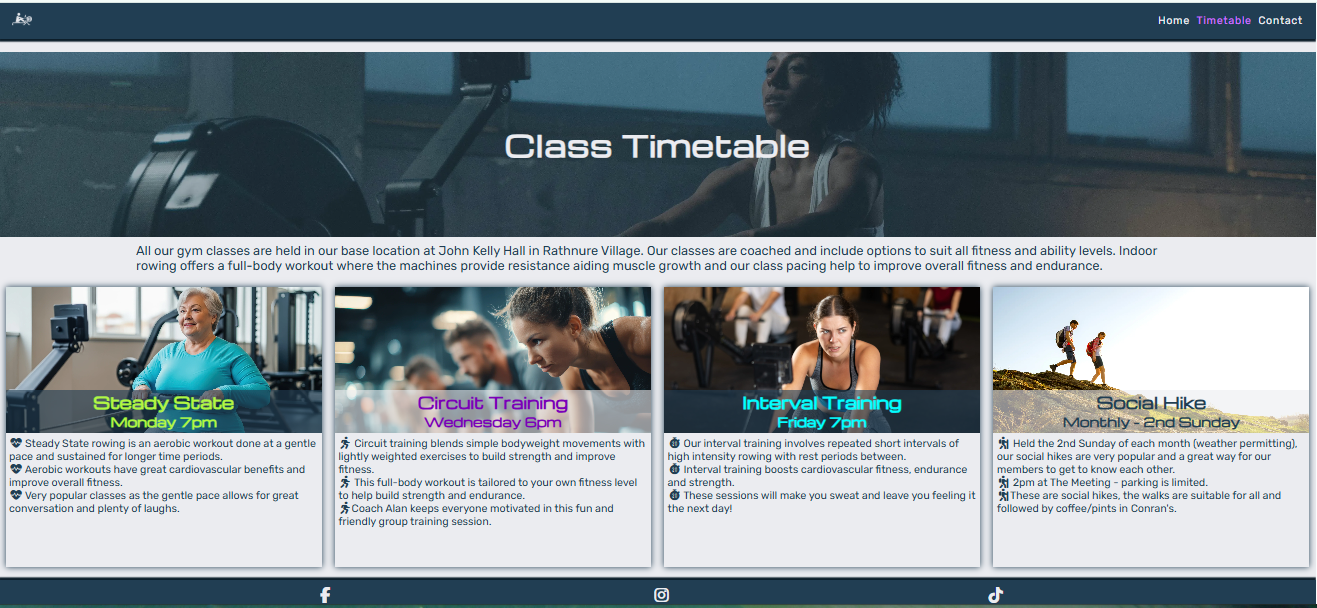 Home Timetable Contact
Class Timetable
All our gym classes are held in our base location at John Kelly Hall in Rathnure Village. Our classes are coached and include options to suit all fitness and ability levels. Indoor
rowing offers a full-body workout where the machines provide resistance aiding muscle growth and our class pacing help to improve overall fitness and endurance.
Steady State
Monday 7pm
Steady State rowing is an aerobic workout done at a gentle
pace and sustained for longer time periods.
Aerobic workouts have great cardiovascular benefits and
improve overall fitness.
Very popular classes as the gentle pace allows for great
conversation and plenty of laughs.
Circuit Training
Wednesday 6pm
Circuit training blends simple bodyweight movements with
lightly weighted exercises to build strength and improve
fitness.
This full-body workout is tailored to your own fitness level
to help build strength and endurance.
Coach Alan keeps everyone motivated in this fun and
friendly group training session.
Interval Training
Friday 7pm
Our interval training involves repeated short intervals of
high intensity rowing with rest periods between.
Interval training boosts cardiovascular fitness, endurance
and strength.
These sessions will make you sweat and leave you feeling it
the next day!
Social Hike
Monthly - 2nd Sunday
Held the 2nd Sunday of each month (weather permitting),
our social hikes are very popular and a great way for our
members to get to know each other.
2pm at The Meeting - parking is limited.
These are social hikes, the walks are suitable for all and
followed by coffee/pints in Conran's.